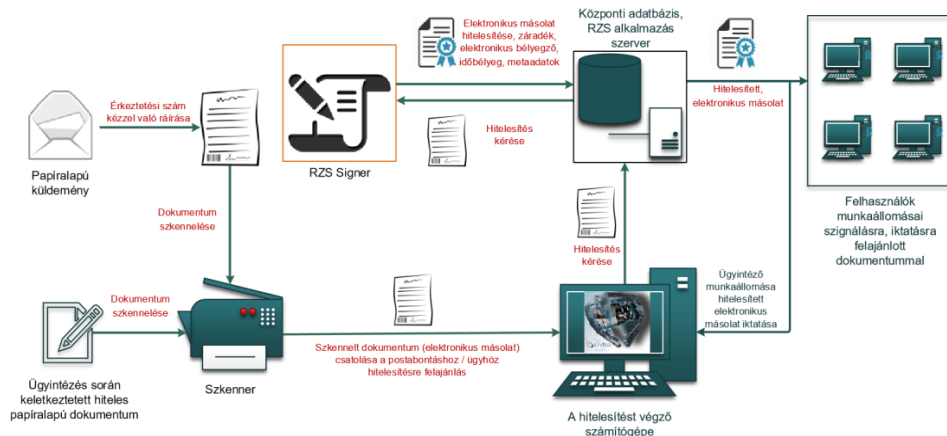 Elektronikus másolat
hitelesítése, záradék,
elektronikus bélyegző,
időbélyeg, metaadatok
Központi adatbázis,
RZS alkalmazás
szerver
Hitelesített,
elektronikus másolat
Érkeztetési szám
kézzel való ráírása
Papíralapú
küldemény
RZS Signer
Hitelesítés
kérése
Felhasználók
munkaállomásai
szignálásra, iktatásra
felajánlott
dokumentummal
Dokumentum
szkennelése
Hitelesítés
kérése
Ügyintéző
munkaállomása
hitelesített
elektronikus
másolat iktatása
Dokumentum
szkennelése
Szkennelt dokumentum (elektronikus másolat)
csatolása a postabontáshoz / ügyhöz
hitelesítésre felajánlás
Ügyintézés során
keletkeztetett hiteles
papíralapú dokumentum
Szkenner
A hitelesítést végző
számítógépe